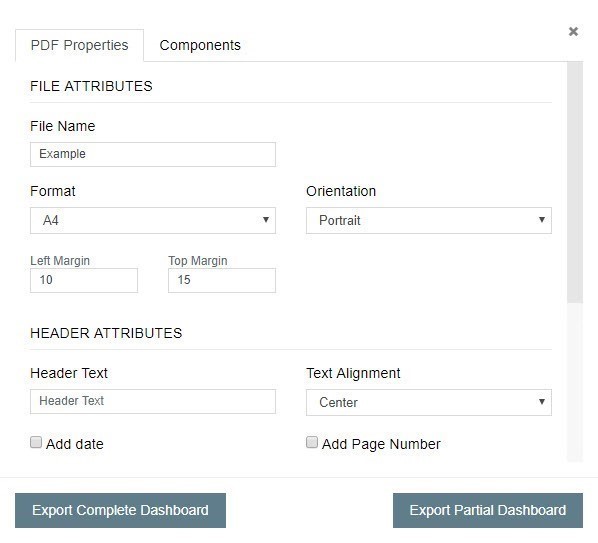 PDF Properties Components
FILE ATTRIBUTES
File Name
Example
Format Orientation
A4 Portrait
Left Margin Top Margin
10 15
HEADER ATTRIBUTES
Header Text Text Alignment
Header Text Center
Add date Add Page Number
Export Complete Dashboard Export Partial Dashboard